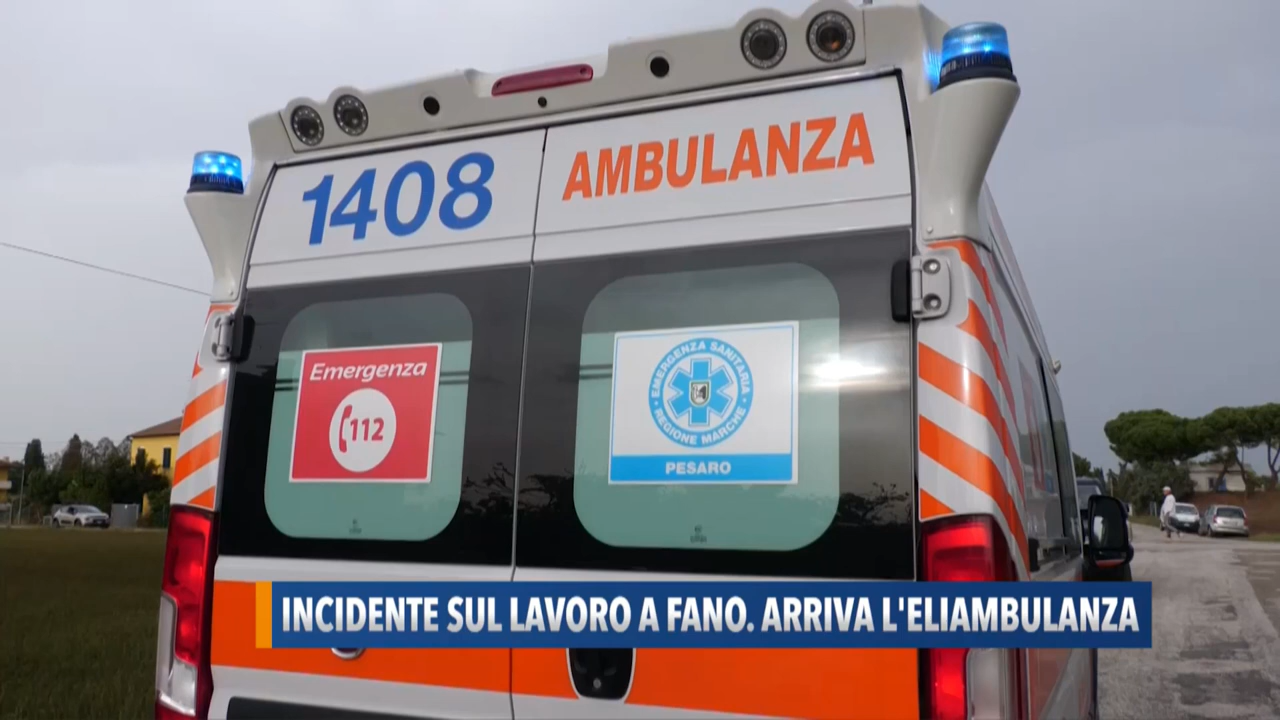 1408
AMBULANZA
Emergenza
112
EMERGENZA SANITARIA
REGIONE MARCHE
PESARO
INCIDENTE SUL LAVORO A FANO. ARRIVA L'ELIAMBULANZA